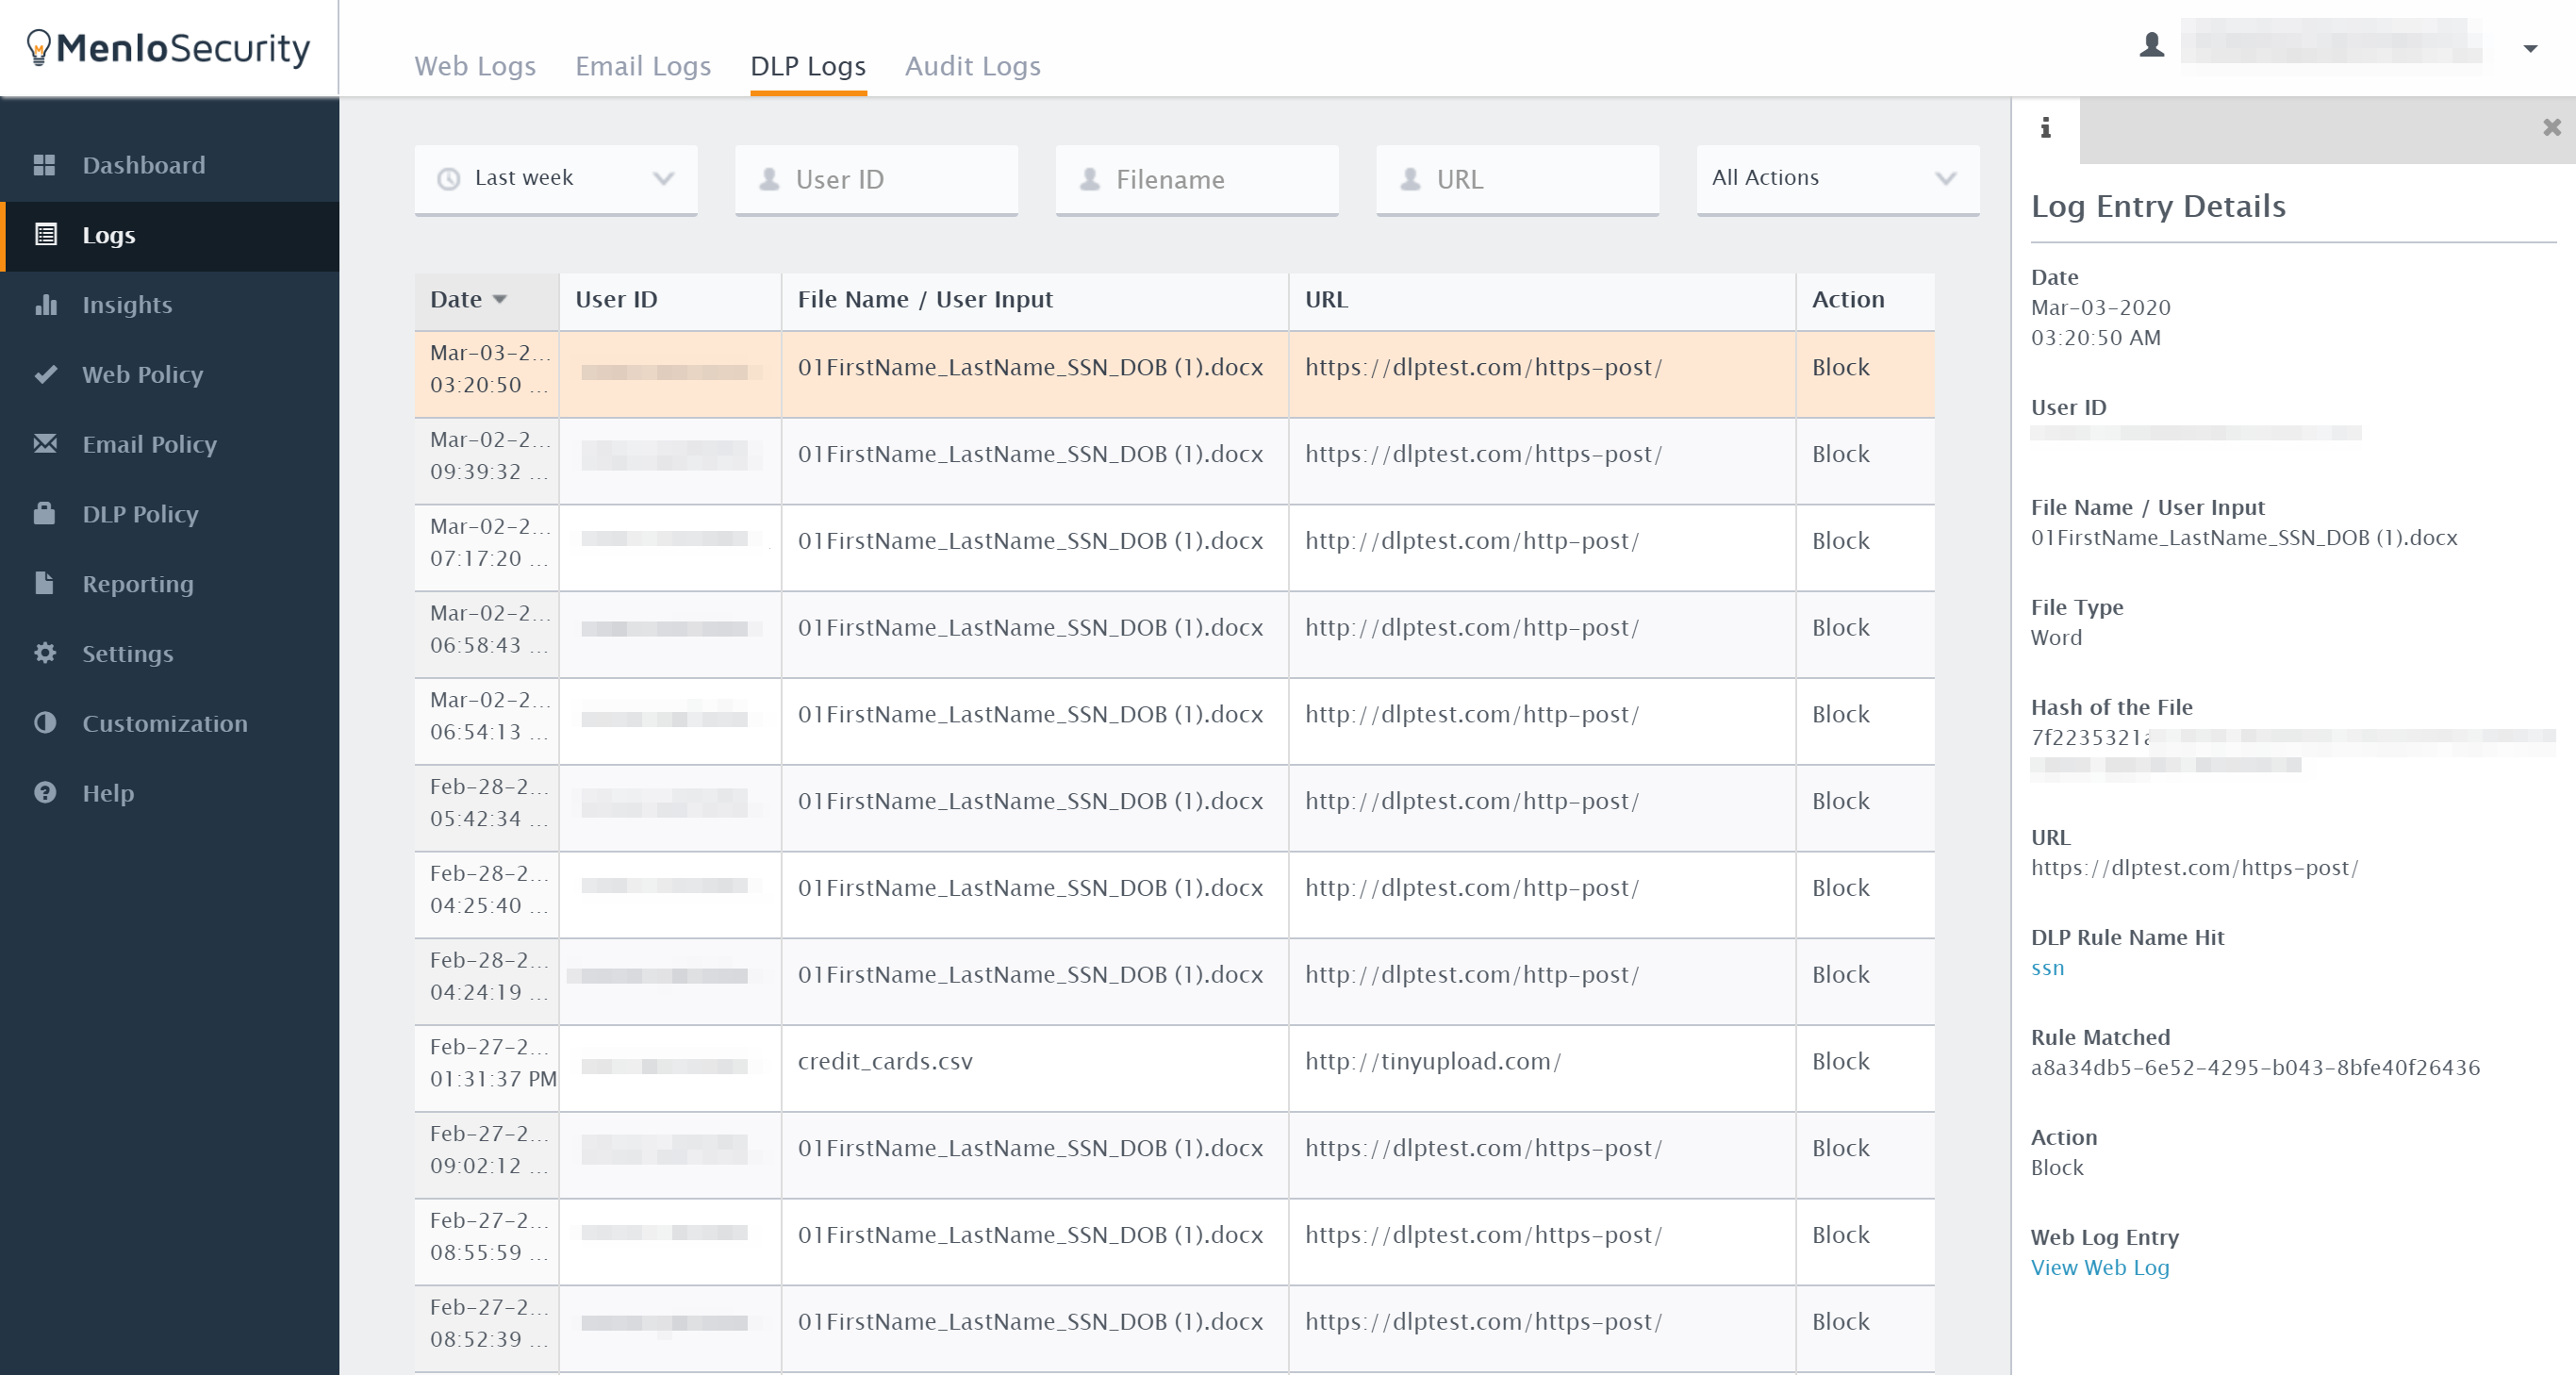 MenloSecurity
Web Logs Email Logs DLP Logs Audit Logs
Dashboard
Logs
Insights
Web Policy
Email Policy
DLP Policy
Reporting
Settings
Customization
Help
Last week User ID Filename URL All Actions
Date User ID File Name / User Input URL Action
Mar-03-2...
03:20:50 ...
01FirstName_LastName_SSN_DOB (1).docx https://dlptest.com/https-post/ Block
Mar-02-2...
09:39:32 ...
01FirstName_LastName_SSN_DOB (1).docx https://dlptest.com/https-post/ Block
Mar-02-2...
07:17:20 ...
01FirstName_LastName_SSN_DOB (1).docx http://dlptest.com/http-post/ Block
Mar-02-2...
06:58:43 ...
01FirstName_LastName_SSN_DOB (1).docx http://dlptest.com/http-post/ Block
Mar-02-2...
06:54:13 ...
01FirstName_LastName_SSN_DOB (1).docx http://dlptest.com/http-post/ Block
Feb-28-2...
05:42:34 ...
01FirstName_LastName_SSN_DOB (1).docx http://dlptest.com/http-post/ Block
Feb-28-2...
04:25:40 ...
01FirstName_LastName_SSN_DOB (1).docx http://dlptest.com/http-post/ Block
Feb-28-2...
04:24:19 ...
01FirstName_LastName_SSN_DOB (1).docx http://dlptest.com/http-post/ Block
Feb-27-2...
01:31:37 PM
credit_cards.csv http://tinyupload.com/ Block
Feb-27-2...
09:02:12 ...
01FirstName_LastName_SSN_DOB (1).docx https://dlptest.com/https-post/ Block
Feb-27-2...
08:55:59 ...
01FirstName_LastName_SSN_DOB (1).docx https://dlptest.com/https-post/ Block
Feb-27-2...
08:52:39 ...
01FirstName_LastName_SSN_DOB (1).docx https://dlptest.com/https-post/ Block
Log Entry Details
Date
Mar-03-2020
03:20:50 AM
User ID
File Name / User Input
01FirstName_LastName_SSN_DOB (1).docx
File Type
Word
Hash of the File
7f2235321
URL
https://dlptest.com/https-post/
DLP Rule Name Hit
ssn
Rule Matched
a8a34db5-6e52-4295-b043-8bfe40f26436
Action
Block
Web Log Entry
View Web Log